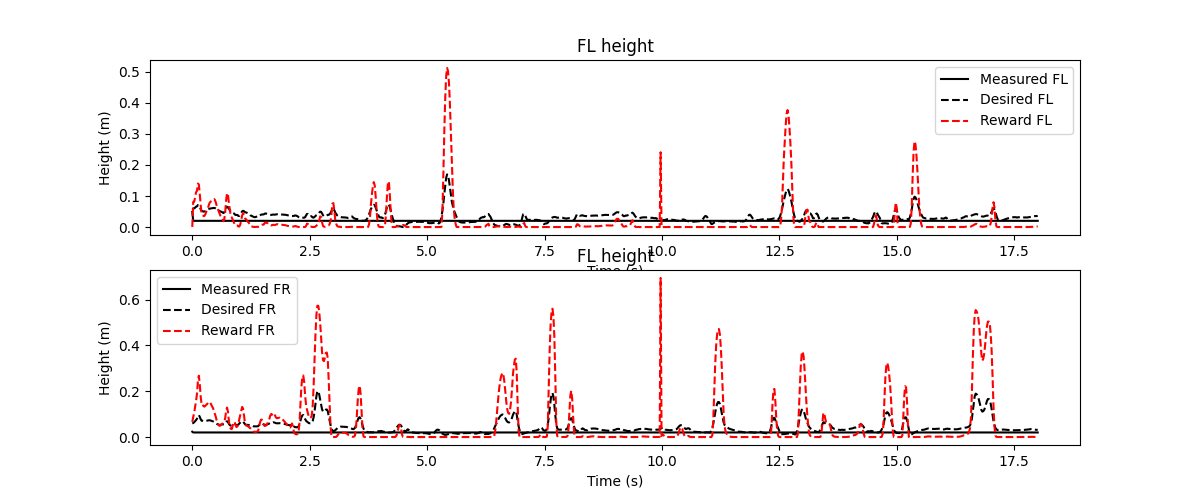 FL height
Height (m)
0.5
0.4
0.3
0.2
0.1
0.0
Measured FL
Desired FL
Reward FL
0.0 2.5 5.0 7.5 10.0 12.5 15.0 17.5
Time (s)
FL height
Height (m)
0.6
0.4
0.2
0.0
Measured FR
Desired FR
Reward FR
0.0 2.5 5.0 7.5 10.0 12.5 15.0 17.5
Time (s)